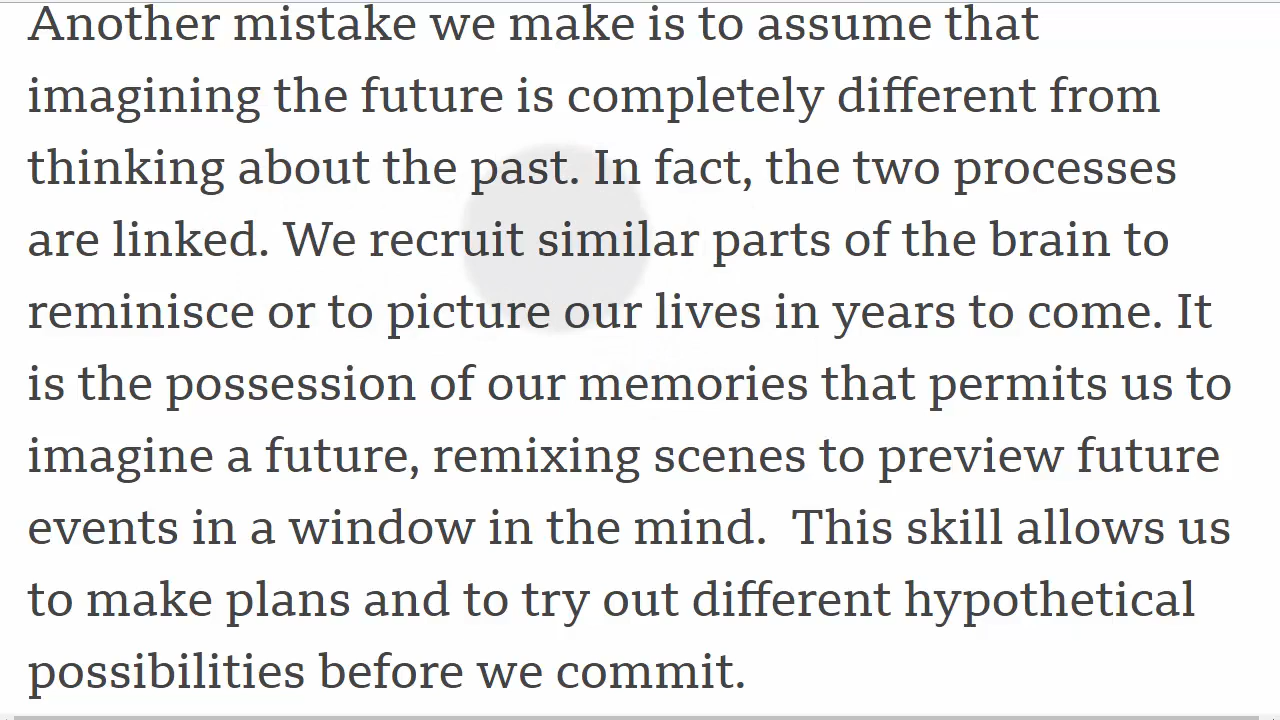 Another mistake we make is to assume that
imagining the future is completely different from
thinking about the past. In fact, the two processes
are linked. We recruit similar parts of the brain to
reminisce or to picture our lives in years to come. It
is the possession of our memories that permits us to
imagine a future, remixing scenes to preview future
events in a window in the mind.  This skill allows us
to make plans and to try out different hypothetical
possibilities before we commit.